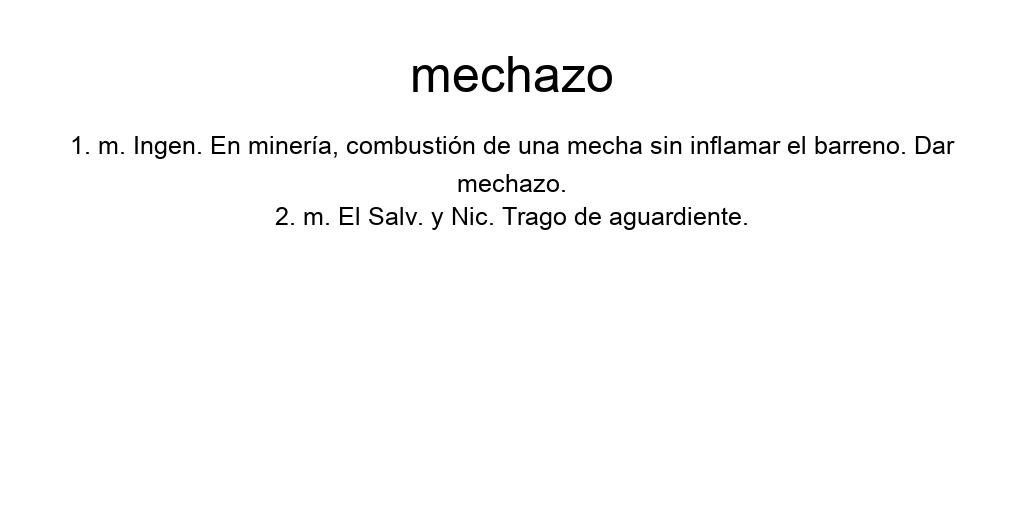 mechazo
1. m. Ingen. En minería, combustión de una mecha sin inflamar el barreno. Dar
mechazo.
2. m. El Salv. y Nic. Trago de aguardiente.